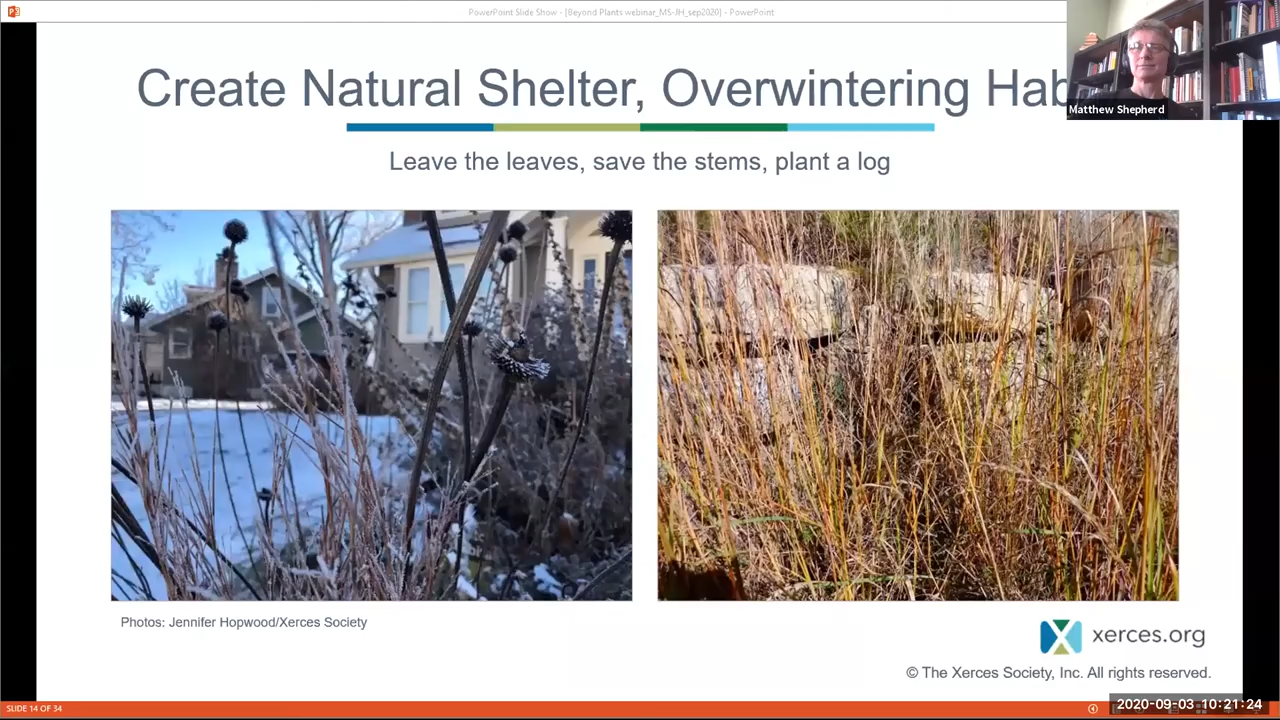 PowerPoint Slide Show - [Beyond Plants webinar_MS-JH_sep2020] - PowerPoint
Create Natural Shelter, Overwintering Hab
Matthew Shepherd
Leave the leaves, save the stems, plant a log
Photos: Jennifer Hopwood/Xerces Society
xerces.org
© The Xerces Society, Inc. All rights reserved.
SLIDE 14 OF 34
2020-09-03 10:21:24